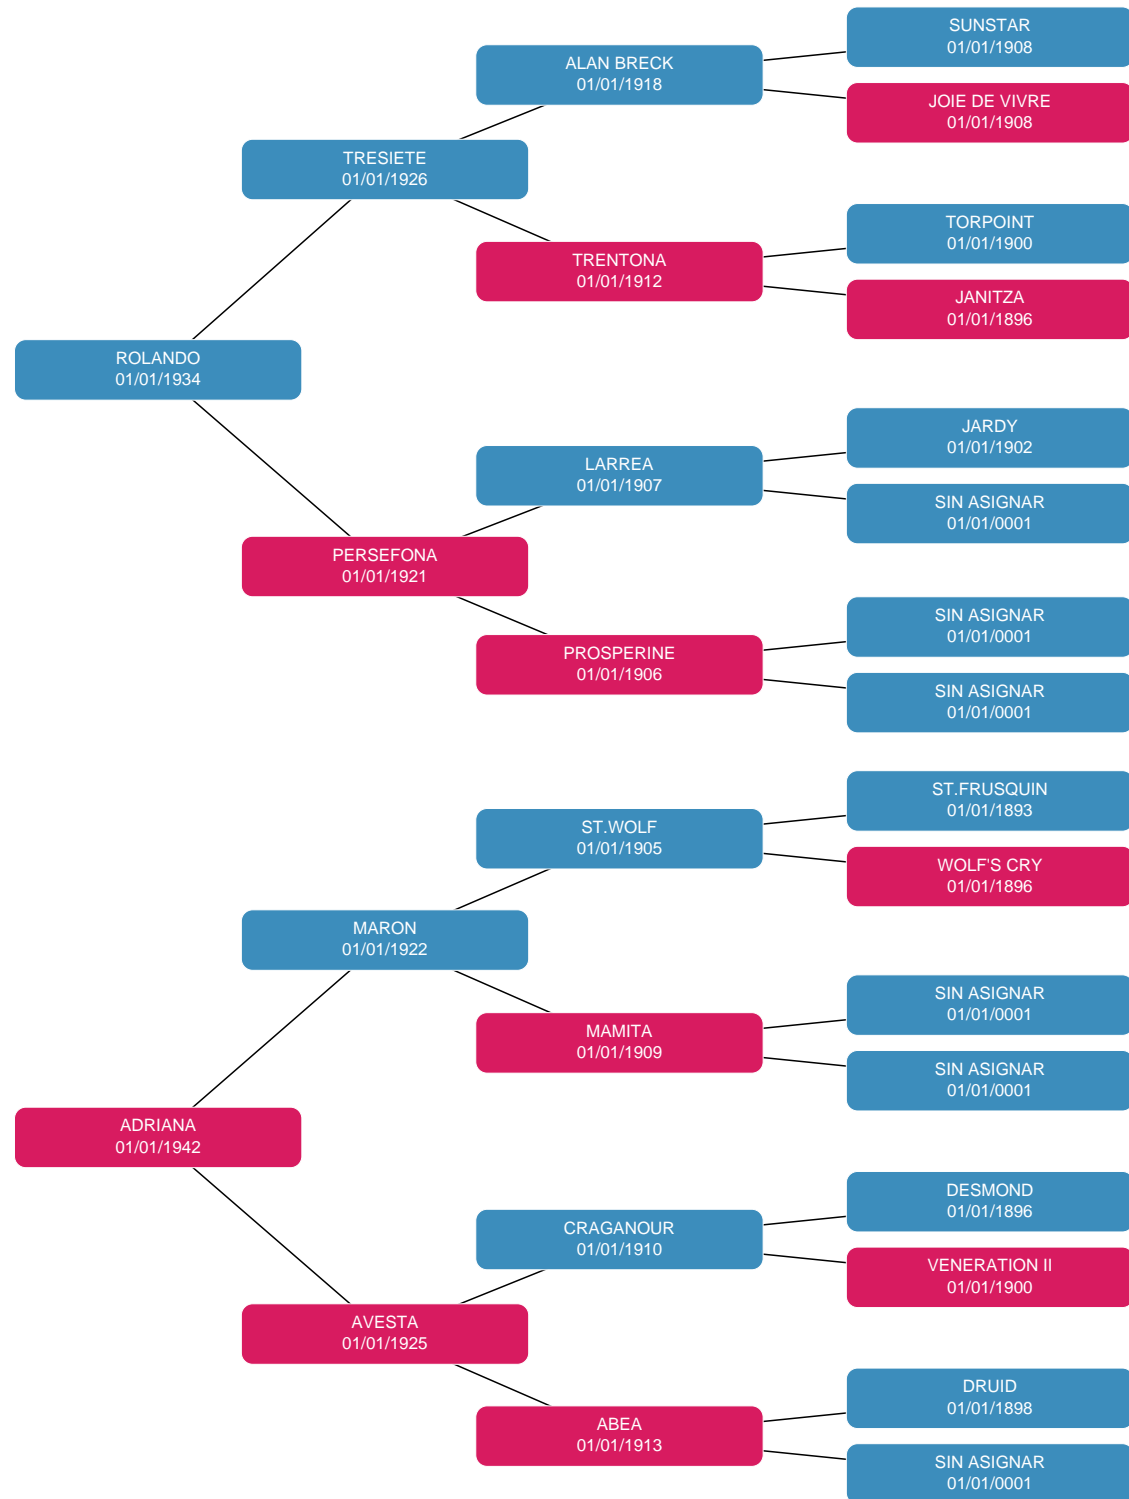 SUNSTAR
01/01/1908
ALAN BRECK
01/01/1918
JOIE DE VIVRE
01/01/1908
TRESIETE
01/01/1926
TORPOINT
01/01/1900
TRENTONA
01/01/1912
JANITZA
01/01/1896
ROLANDO
01/01/1934
JARDY
01/01/1902
LARREA
01/01/1907
SIN ASIGNAR
01/01/0001
PERSEFONA
01/01/1921
SIN ASIGNAR
01/01/0001
PROSPERINE
01/01/1906
SIN ASIGNAR
01/01/0001
ST.FRUSQUIN
01/01/1893
ST.WOLF
01/01/1905
WOLF'S CRY
01/01/1896
MARON
01/01/1922
SIN ASIGNAR
01/01/0001
MAMITA
01/01/1909
SIN ASIGNAR
01/01/0001
ADRIANA
01/01/1942
DESMOND
01/01/1896
CRAGANOUR
01/01/1910
VENERATION II
01/01/1900
AVESTA
01/01/1925
DRUID
01/01/1898
ABEA
01/01/1913
SIN ASIGNAR
01/01/0001